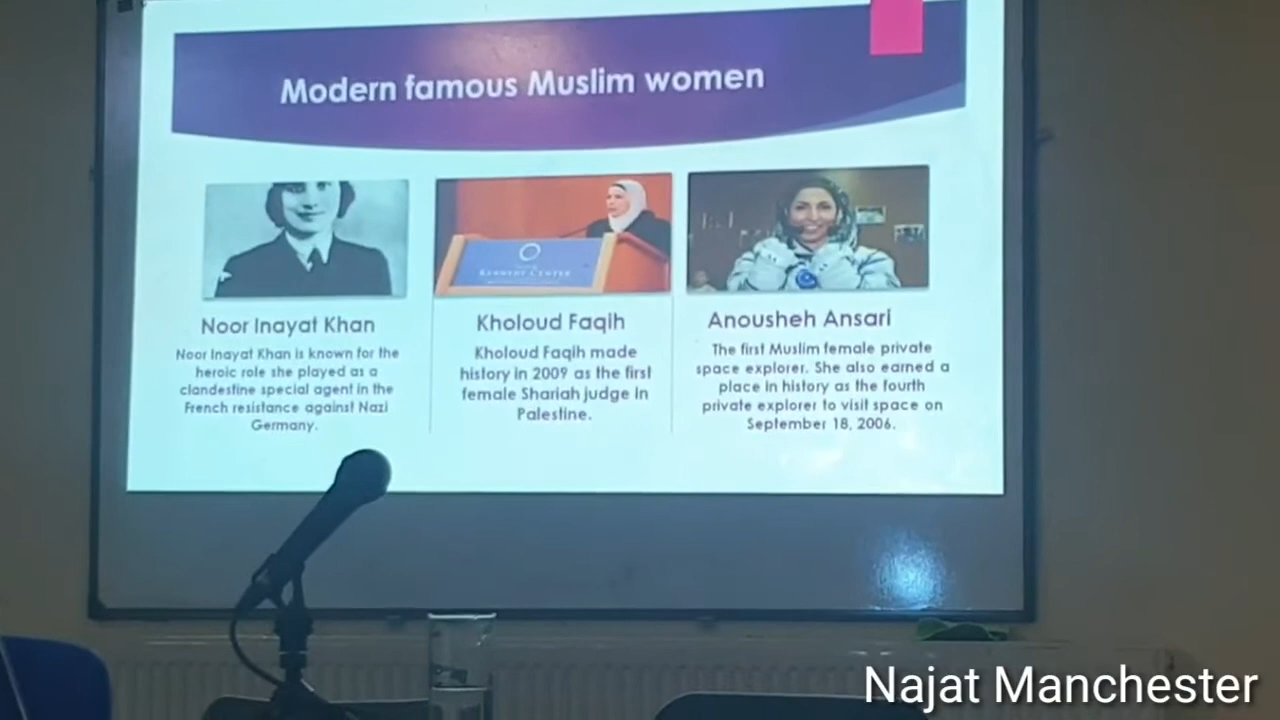 Modern famous Muslim women
KENNEDY CENTER
Noor Inayat Khan
Noor Inayat Khan is known for the
heroic role she played as a
clandestine special agent in the
French resistance against Nazi
Germany.
Kholoud Faqih
Kholoud Faqih made
history in 2009 as the first
female Shariah judge in
Palestine.
Anousheh Ansari
The first Muslim female private
space explorer. She also earned a
place in history as the fourth
private explorer to visit space on
September 18, 2006.
Najat Manchester